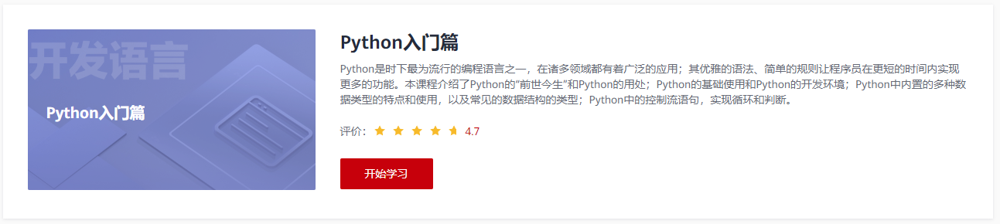 开发语言
Python入门篇
Python入门篇
Python是时下最为流行的编程语言之一，在诸多领域都有着广泛的应用；其优雅的语法、简单的规则让程序员在更短的时间内实现
更多的功能。本课程介绍了Python的“前世今生”和Python的用处；Python的基础使用和Python的开发环境；Python中内置的多种数
据类型的特点和使用，以及常见的数据结构的类型；Python中的控制流语句，实现循环和判断。
评价： 4.7
开始学习